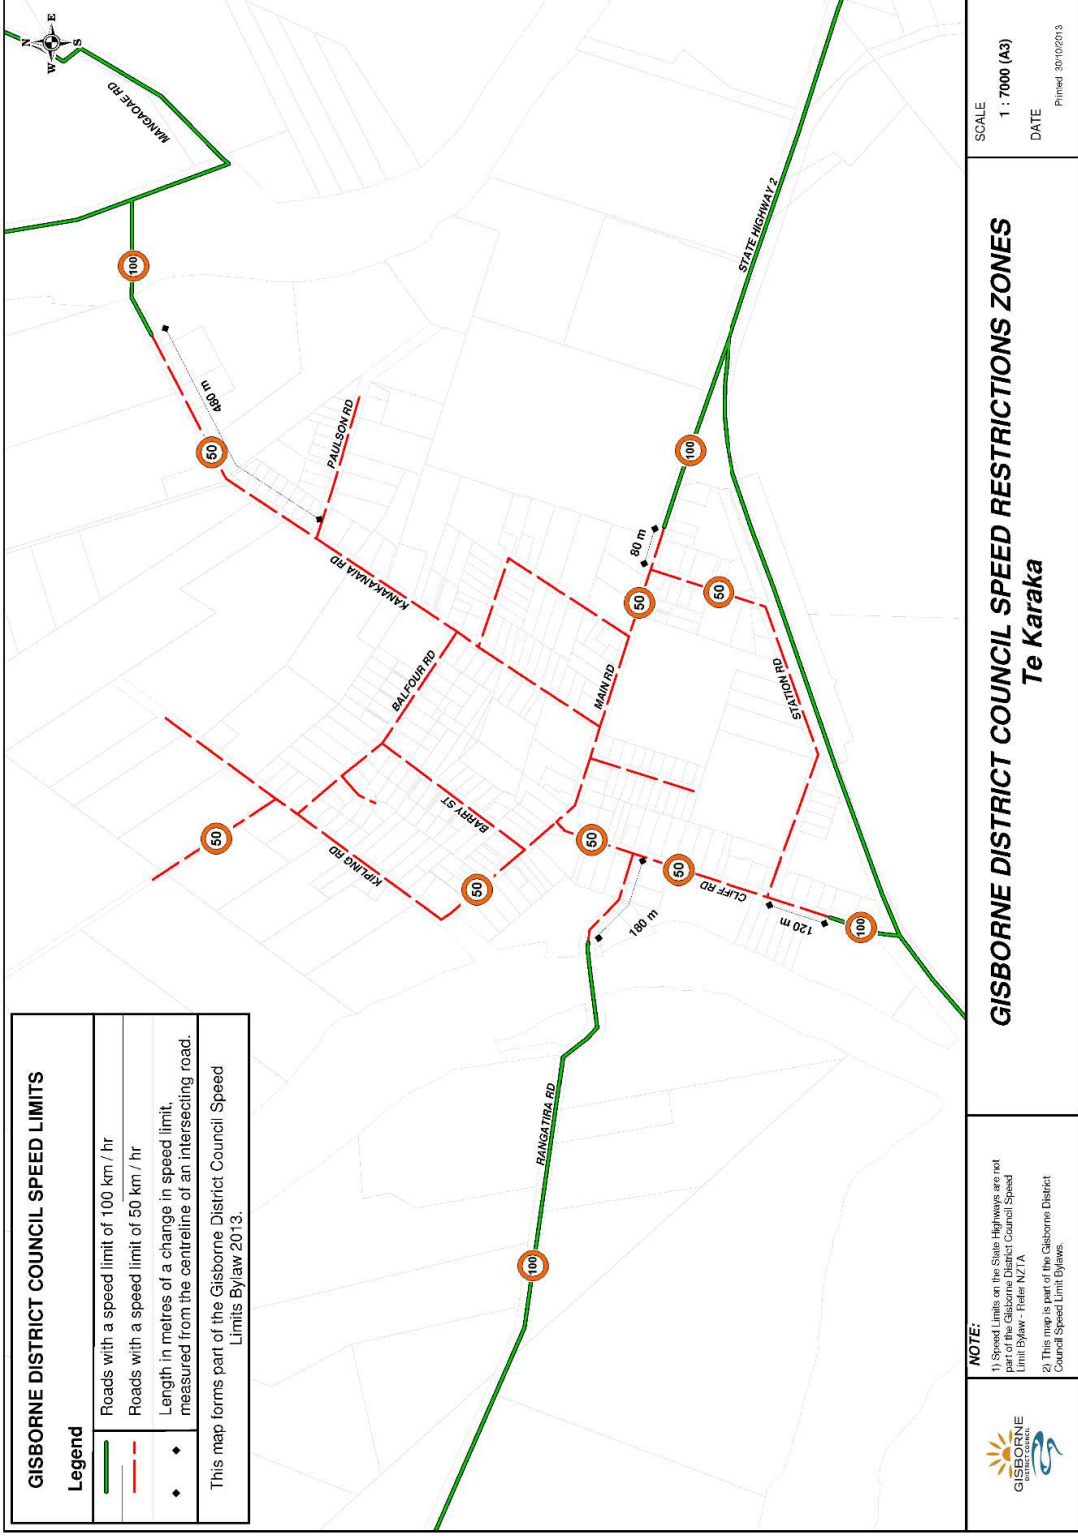 GISBORNE DISTRICT COUNCIL SPEED LIMITS
Legend
Roads with a speed limit of 100 km / hr
Roads with a speed limit of 50 km / hr
Length in metres of a change in speed limit,
measured from the centreline of an intersecting road.
This map forms part of the Gisborne District Council Speed
Limits Bylaw 2013.
N
E
S
W
MANGAOAE RD
100
480 m
50
PAULSON RD
KANAKANAIA RD
BALFOUR RD
50
BARRY ST
KIPLING RD
50
STATE HIGHWAY 2
100
80 m
50
MAIN RD
50
STATION RD
50
50
CLIFF RD
180 m
120 m
100
RANGATIRA RD
100
GISBORNE
DISTRICT COUNCIL
NOTE:
1) Speed Limits on the State Highways are not
part of the Gisborne District Council Speed
Limit Bylaw - Refer NZTA
2) This map is part of the Gisborne District
Council Speed Limit Bylaws.
GISBORNE DISTRICT COUNCIL SPEED RESTRICTIONS ZONES
Te Karaka
SCALE
1 : 7000 (A3)
DATE
Printed 30/10/2013